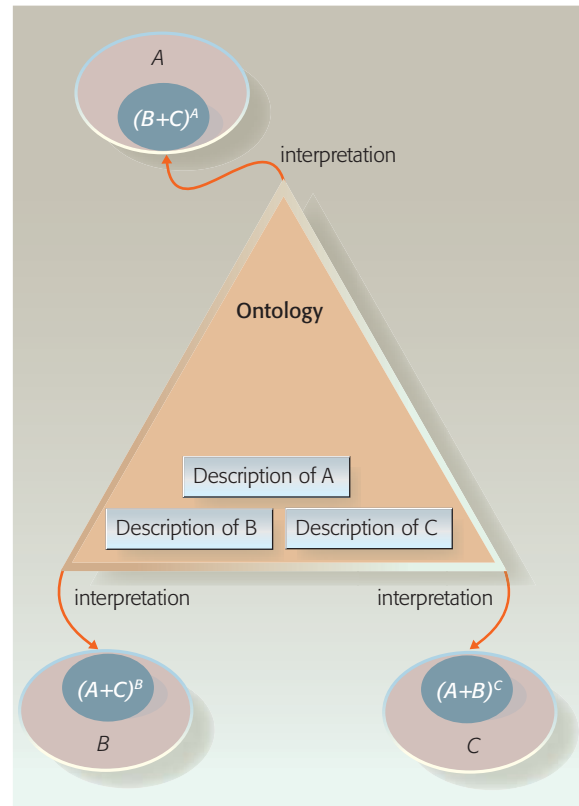 A
(B+C)^A
interpretation
Ontology
Description of A
Description of B Description of C
interpretation interpretation
(A+C)^B (A+B)^C
B C